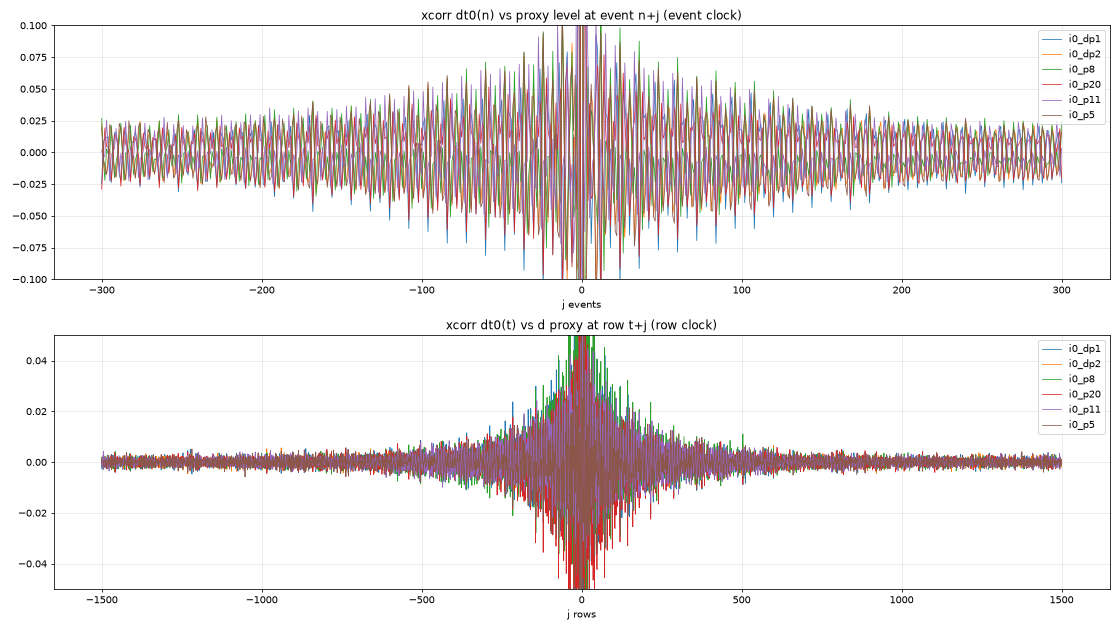 xcorr dt0(n) vs proxy level at event n+j (event clock)
0.100
0.075
0.050
0.025
0.000
−0.025
−0.050
−0.075
−0.100
i0_dp1
i0_dp2
i0_p8
i0_p20
i0_p11
i0_p5
−300 −200 −100 0 100 200 300
j events
xcorr dt0(t) vs d proxy at row t+j (row clock)
0.04
0.02
0.00
−0.02
−0.04
i0_dp1
i0_dp2
i0_p8
i0_p20
i0_p11
i0_p5
−1500 −1000 −500 0 500 1000 1500
j rows